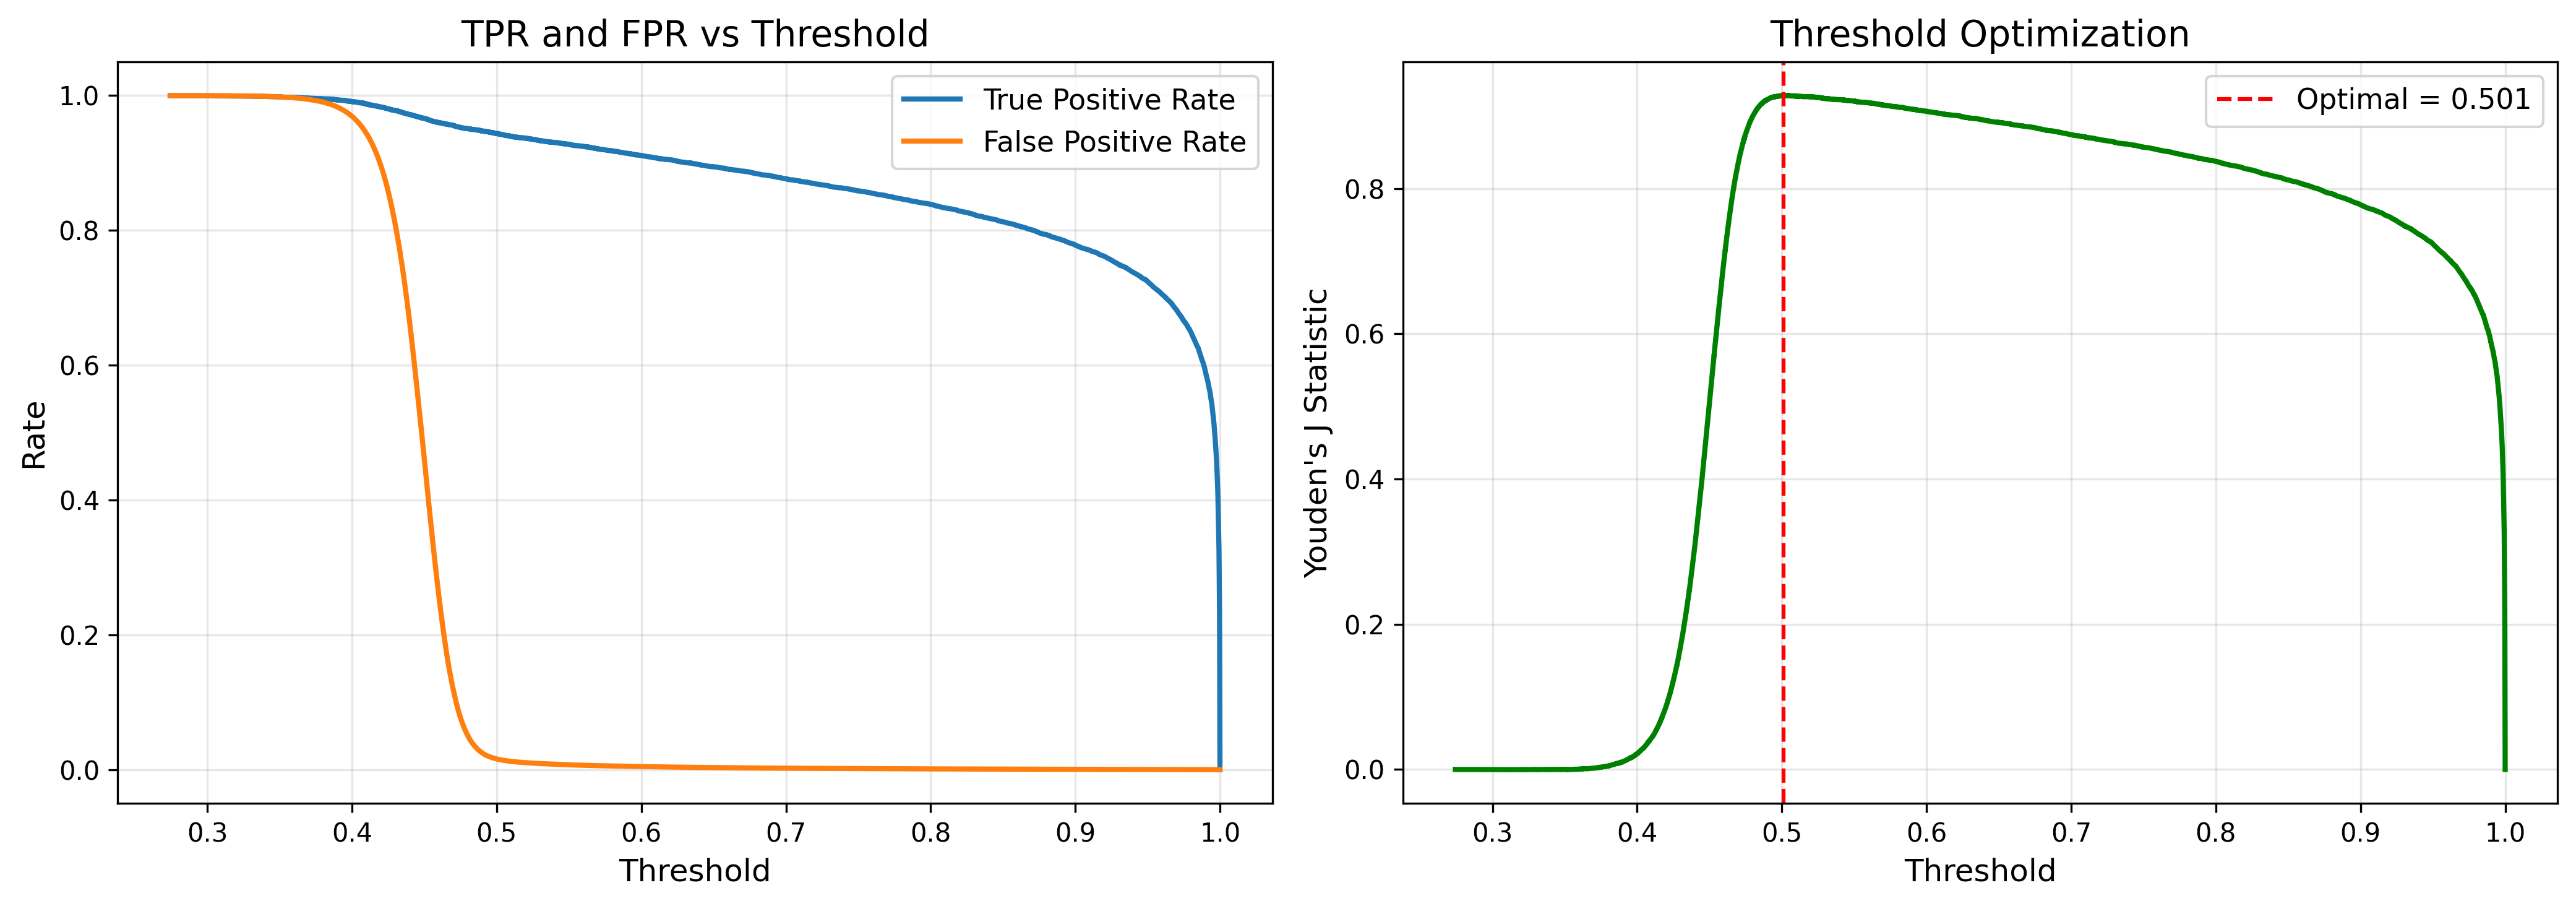 TPR and FPR vs Threshold
True Positive Rate
False Positive Rate
Rate
1.0
0.8
0.6
0.4
0.2
0.0
0.3 0.4 0.5 0.6 0.7 0.8 0.9 1.0
Threshold
Threshold Optimization
Optimal = 0.501
Youden's J Statistic
0.8
0.6
0.4
0.2
0.0
0.3 0.4 0.5 0.6 0.7 0.8 0.9 1.0
Threshold